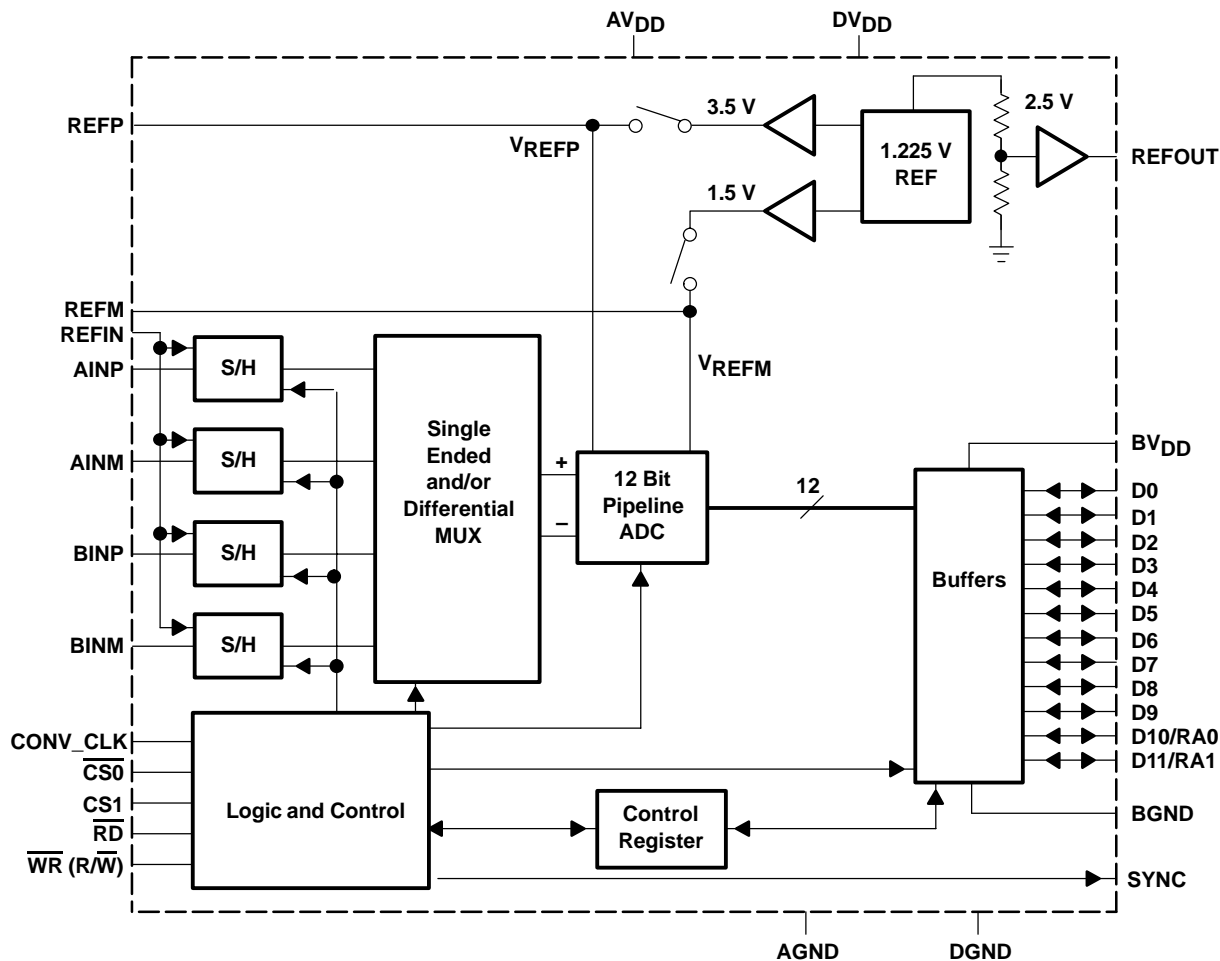 AVDD
DVDD
REFP
3.5 V
2.5 V
VREFP
1.225 V
REF
REFOUT
1.5 V
REFM
REFIN
AINP
S/H
VREFM
AINM
S/H
BINP
S/H
BINM
S/H
Single
Ended
and/or
Differential
MUX
+
–
12 Bit
Pipeline
ADC
12
Buffers
BVDD
D0
D1
D2
D3
D4
D5
D6
D7
D8
D9
D10/RA0
D11/RA1
BGND
CONV_CLK
C̅S̅0̅
CS1
R̅D̅
W̅R̅ (R/W̅)
Logic and Control
Control
Register
SYNC
AGND
DGND